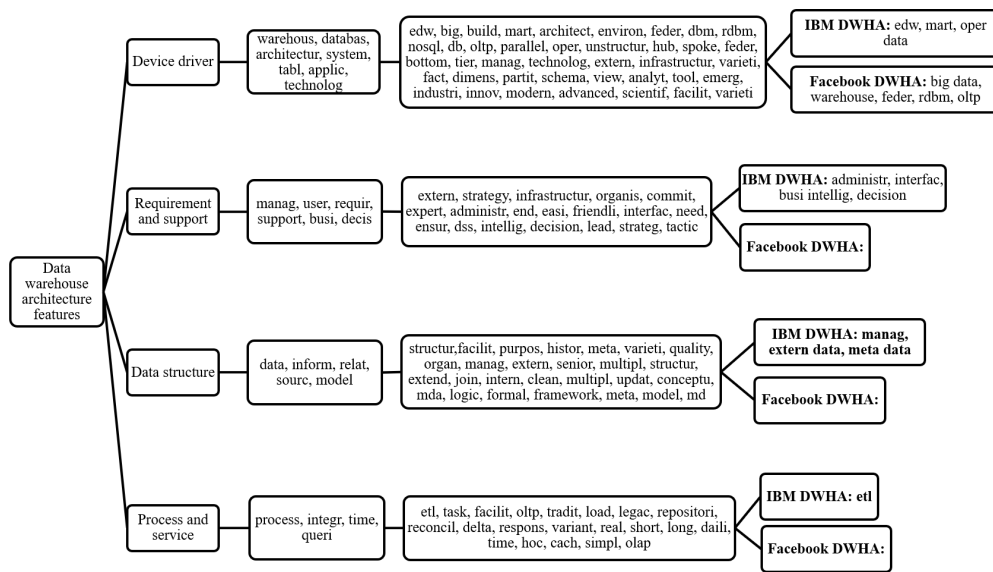 Data
warehouse
architecture
features
Device driver
warehous, databas,
architectur, system,
tabl, applic,
technolog
edw, big, build, mart, architect, environ, feder, dbm, rdbm,
nosql, db, oltp, parallel, oper, unstructur, hub, spoke, feder,
bottom, tier, manag, technolog, extern, infrastructur, varieti,
fact, dimens, partit, schema, view, analyt, tool, emerg,
industri, innov, modern, advanced, scientif, facilit, varieti
IBM DWHA: edw, mart, oper
data
Facebook DWHA: big data,
warehouse, feder, rdbm, oltp
Requirement
and support
manag, user, requir,
support, busi, decis
extern, strategy, infrastructur, organis, commit,
expert, administr, end, easi, friendli, interfac, need,
ensur, dss, intellig, decision, lead, strateg, tactic
IBM DWHA: administr, interfac,
busi intellig, decision
Facebook DWHA:
Data structure
data, inform, relat,
sourc, model
structur,facilit, purpos, histor, meta, varieti, quality,
organ, manag, extern, senior, multipl, structur,
extend, join, intern, clean, multipl, updat, conceptu,
mda, logic, formal, framework, meta, model, md
IBM DWHA: manag,
extern data, meta data
Facebook DWHA:
Process and
service
process, integr, time,
queri
etl, task, facilit, oltp, tradit, load, legac, repositori,
reconcil, delta, respons, variant, real, short, long, daili,
time, hoc, cach, simpl, olap
IBM DWHA: etl
Facebook DWHA: